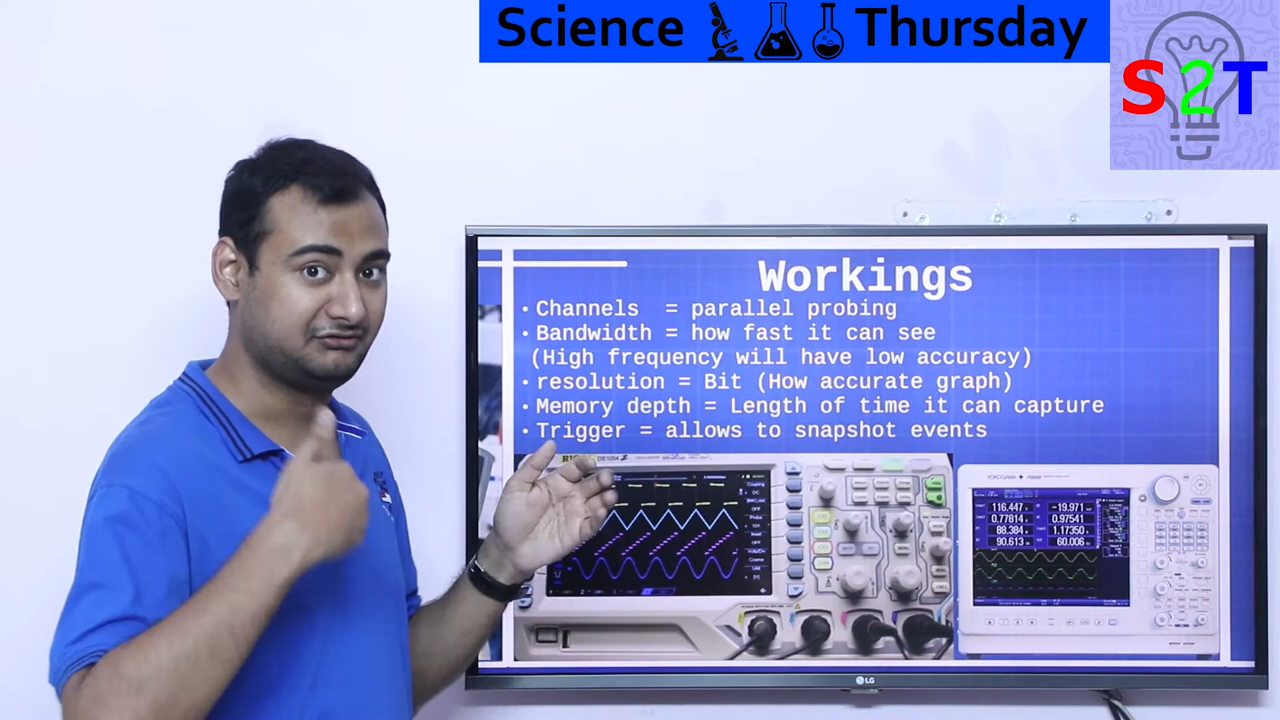 Science Thursday
S2T
Workings
• Channels = parallel probing
• Bandwidth = how fast it can see
(High frequency will have low accuracy)
• resolution = Bit (How accurate graph)
• Memory depth = Length of time it can capture
• Trigger = allows to snapshot events
YOKOGAWA
116.447 -19.971
0.77814 0.97541
88.384 1.17350
90.613 60.006
LG